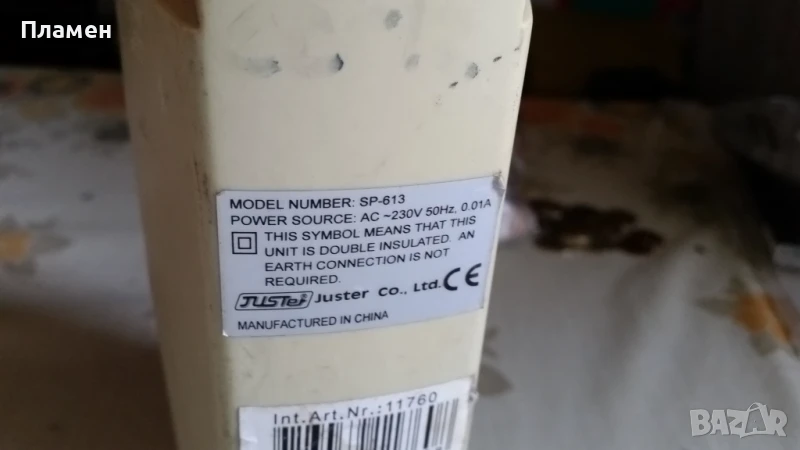 Пламен
MODEL NUMBER: SP-613
POWER SOURCE: AC ~230V 50Hz, 0.01A
THIS SYMBOL MEANS THAT THIS
UNIT IS DOUBLE INSULATED. AN
EARTH CONNECTION IS NOT
REQUIRED.
JUSTer Juster Co., Ltd. CE
MANUFACTURED IN CHINA
Int.Art.Nr.:11760
BAZAR